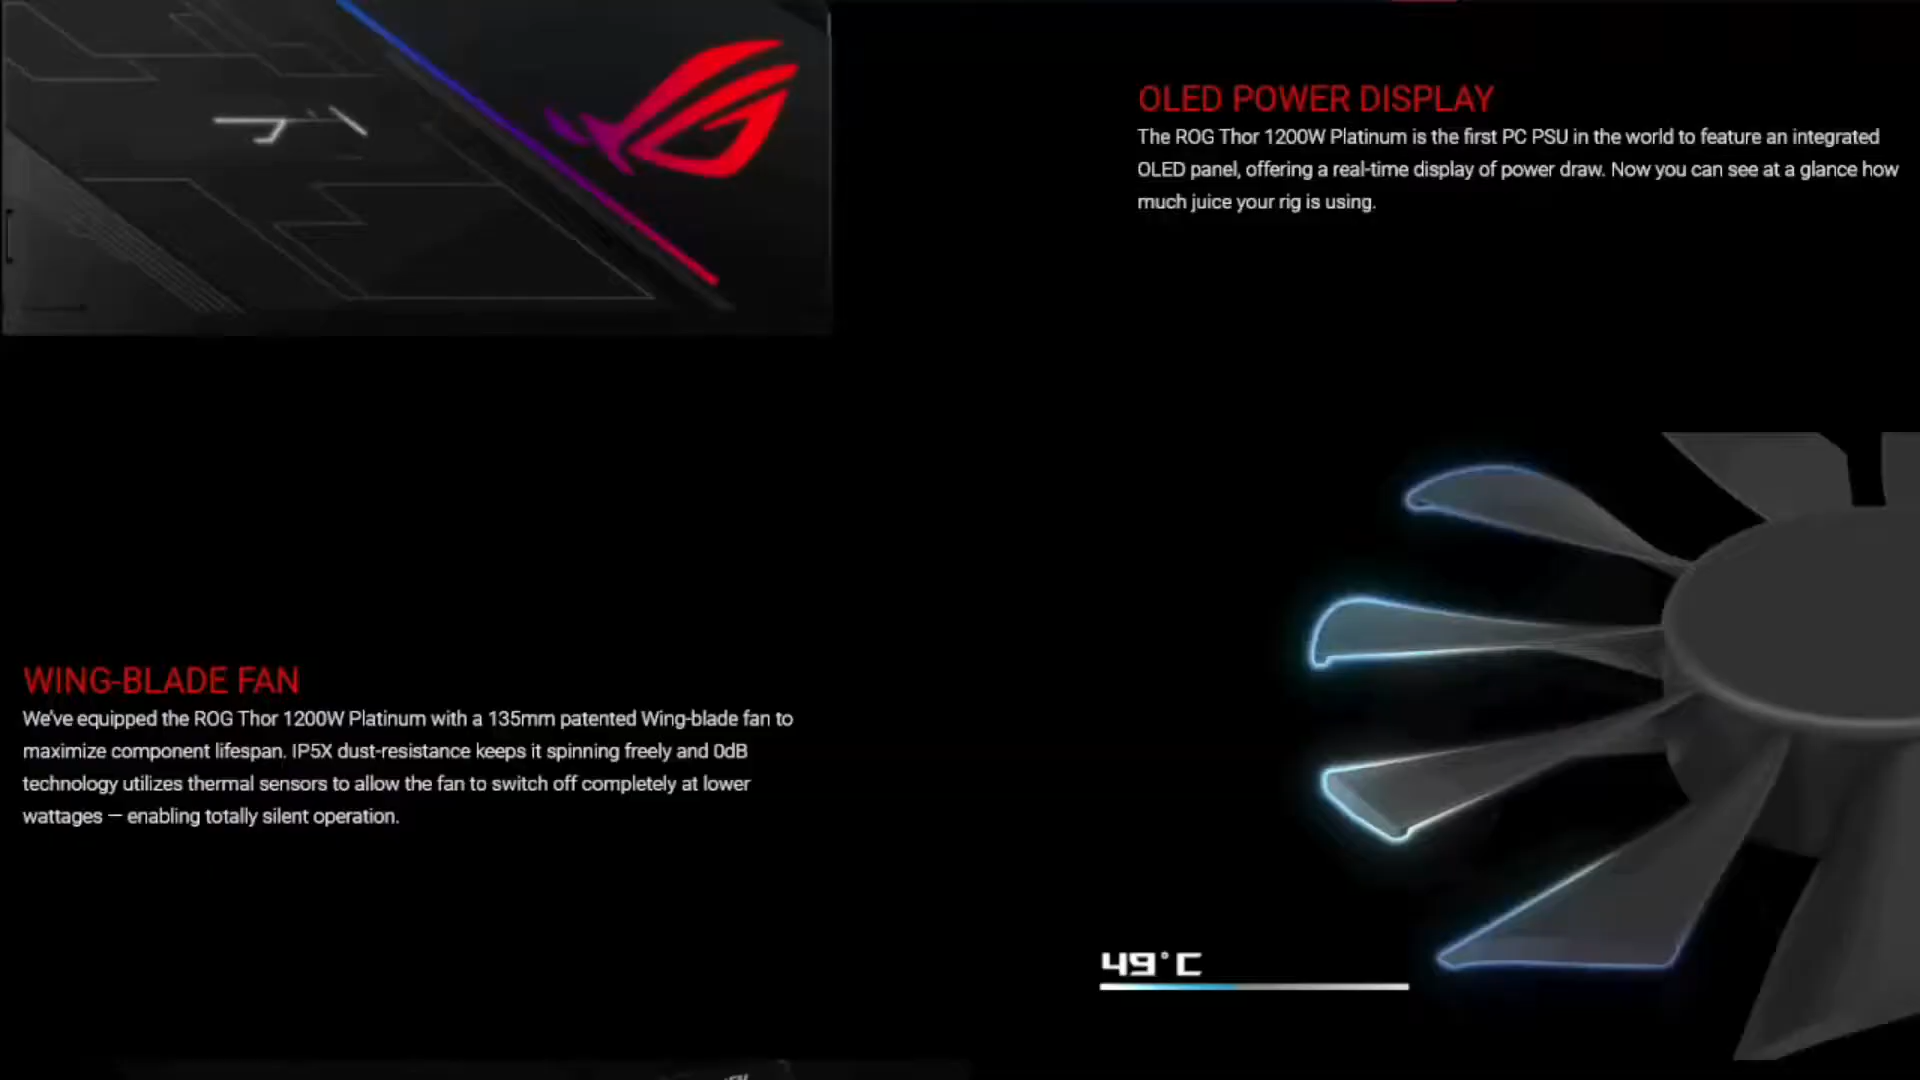 OLED POWER DISPLAY
The ROG Thor 1200W Platinum is the first PC PSU in the world to feature an integrated
OLED panel, offering a real-time display of power draw. Now you can see at a glance how
much juice your rig is using.
WING-BLADE FAN
We've equipped the ROG Thor 1200W Platinum with a 135mm patented Wing-blade fan to
maximize component lifespan. IP5X dust-resistance keeps it spinning freely and 0dB
technology utilizes thermal sensors to allow the fan to switch off completely at lower
wattages — enabling totally silent operation.
49°C